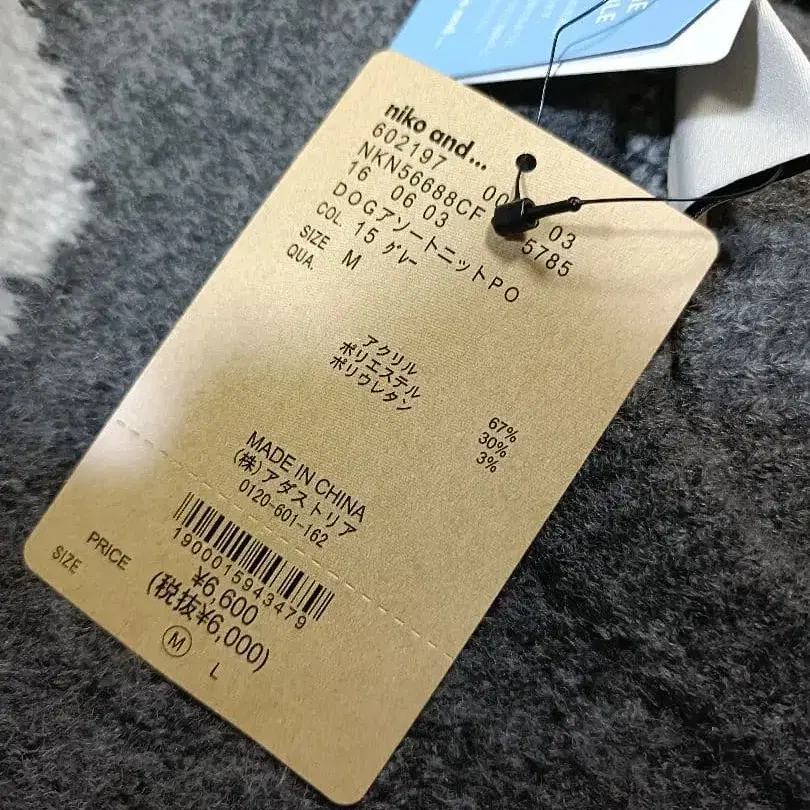 niko and...
602197 00 03
NKN56688CF 5785
16 06 03
DOGアソートニットPO
COL. 15 グレー
SIZE M
QUA.
アクリル 67%
ポリエステル 30%
ポリウレタン 3%
MADE IN CHINA
(株)アダストリア
0120-601-162
1900015943479
PRICE ¥6,600
(税抜¥6,000)
SIZE M L